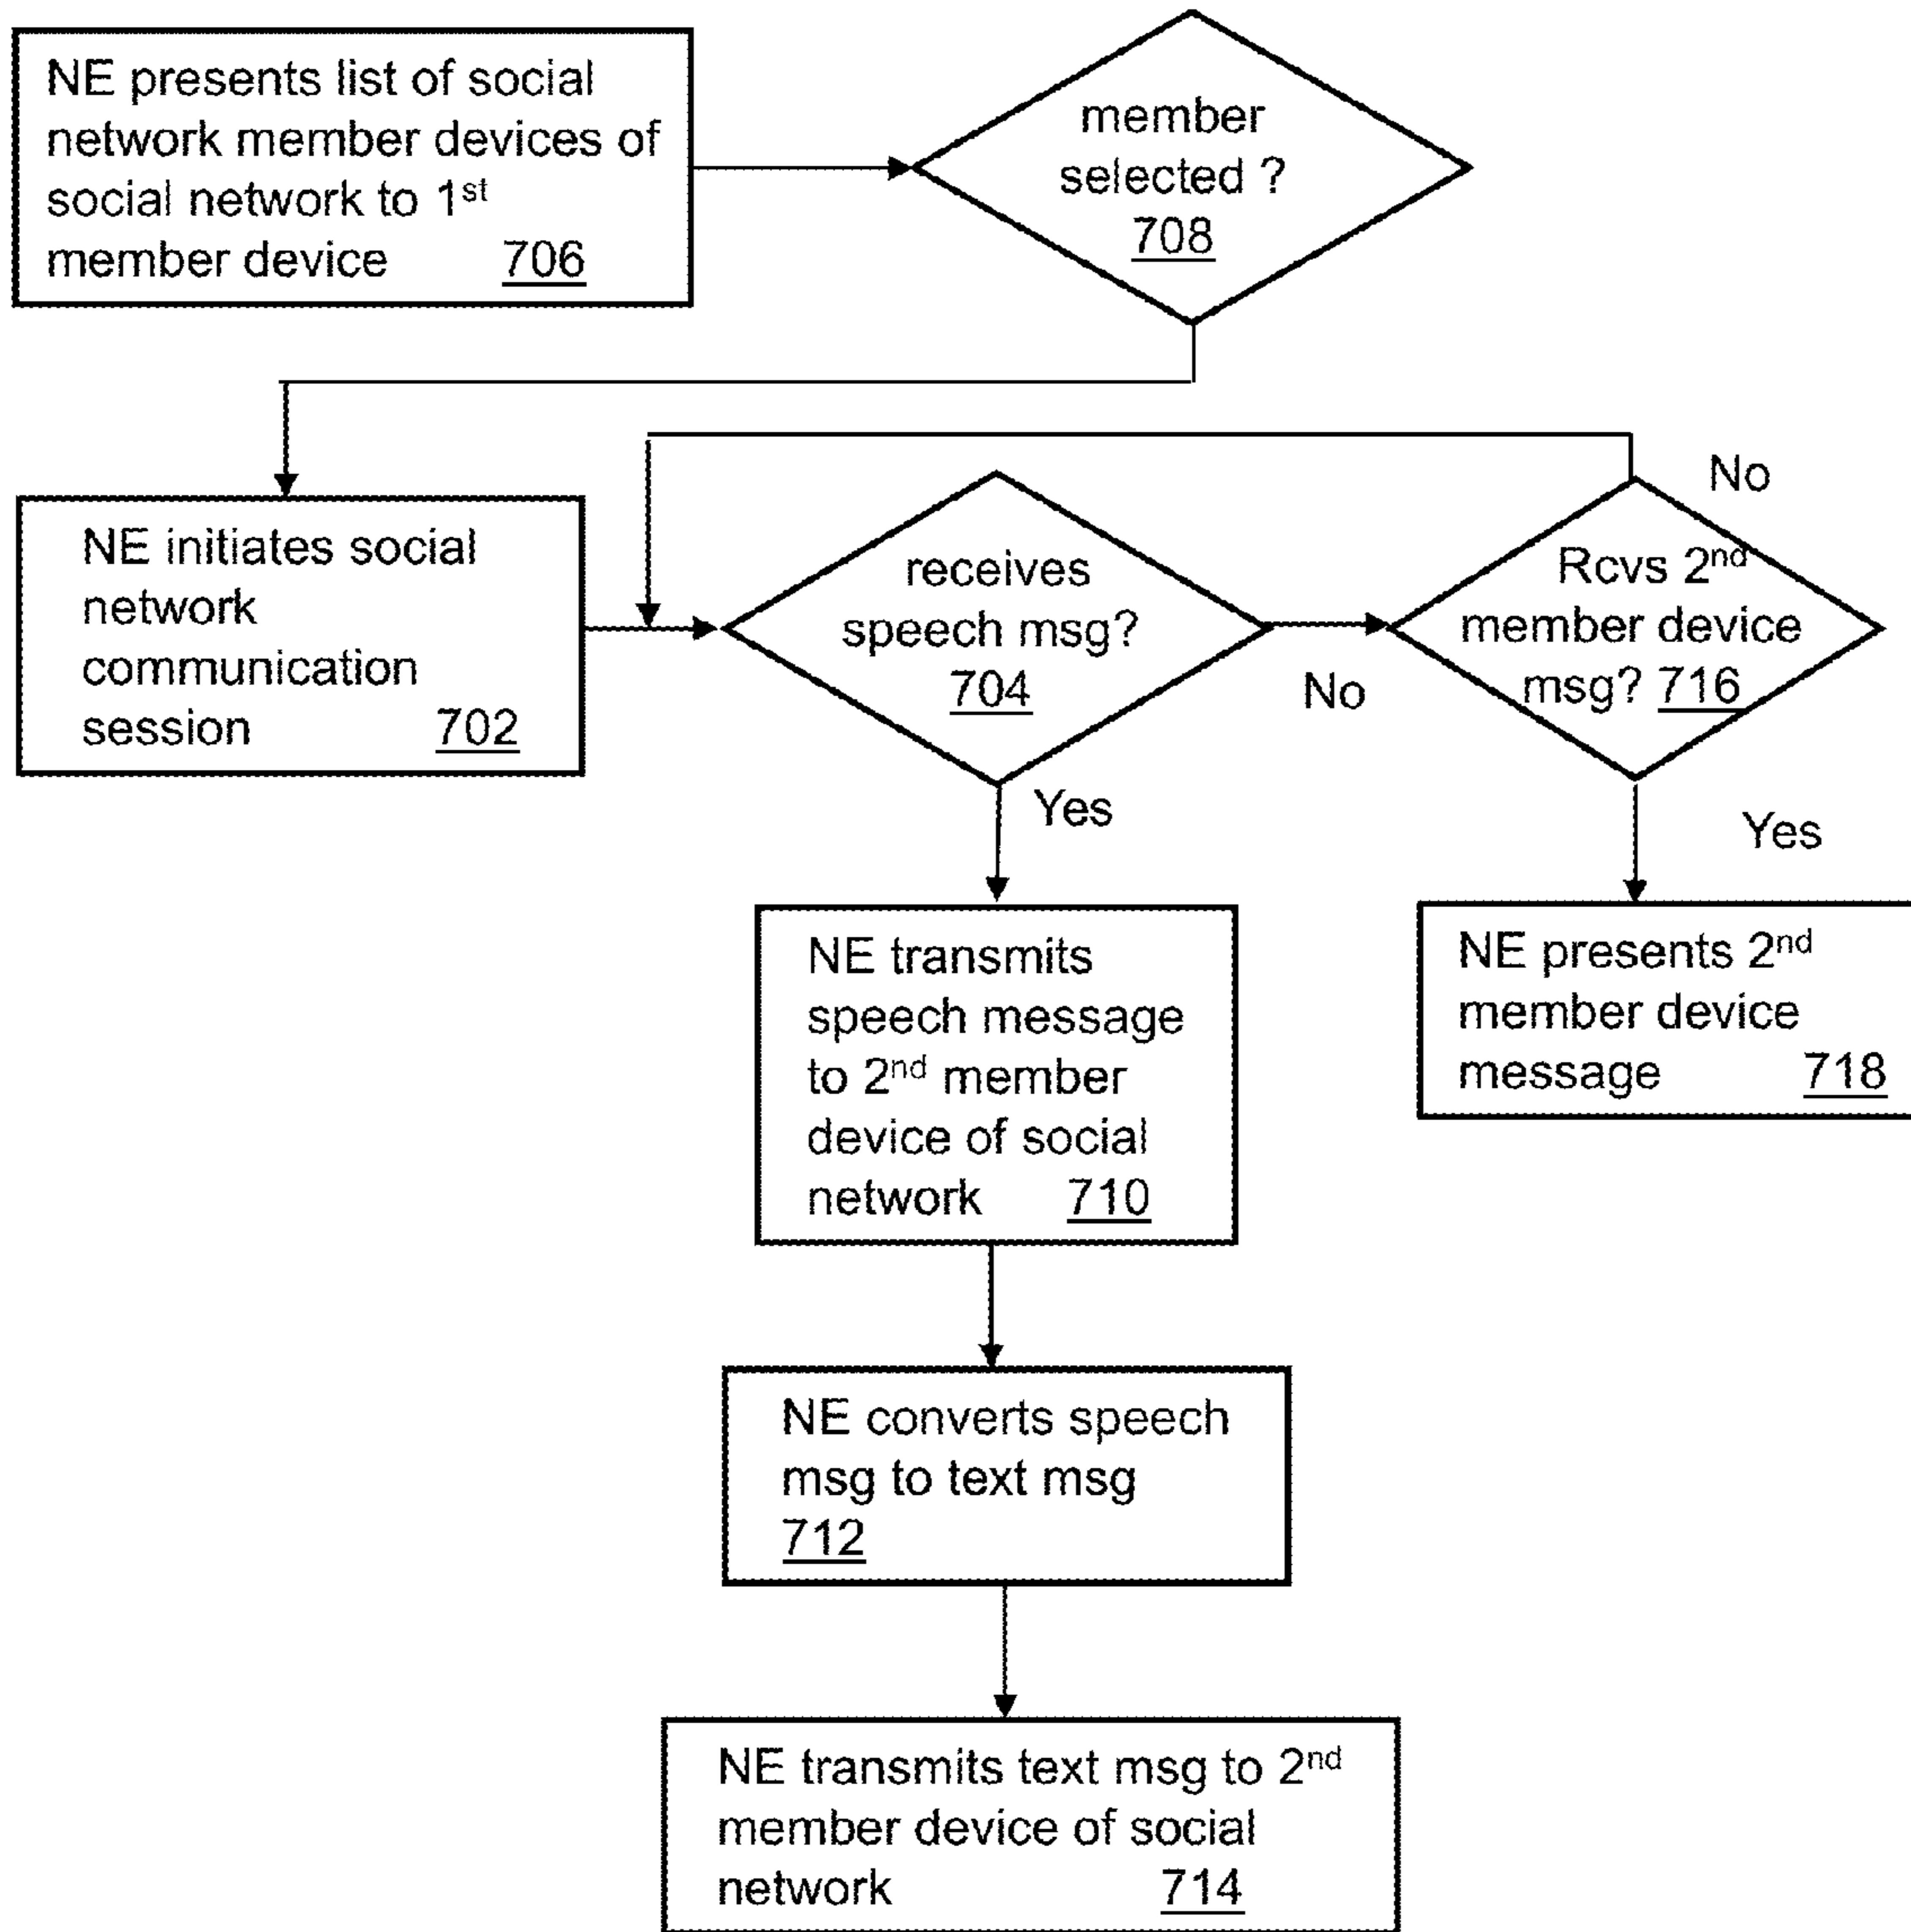 NE presents list of social
network member devices of
social network to 1st
member device 706
member
selected ?
708
NE initiates social
network
communication
session 702
receives
speech msg?
704
No
Rcvs 2nd
member device
msg? 716
No
Yes
Yes
NE transmits
speech message
to 2nd member
device of social
network 710
NE presents 2nd
member device
message 718
NE converts speech
msg to text msg
712
NE transmits text msg to 2nd
member device of social
network 714